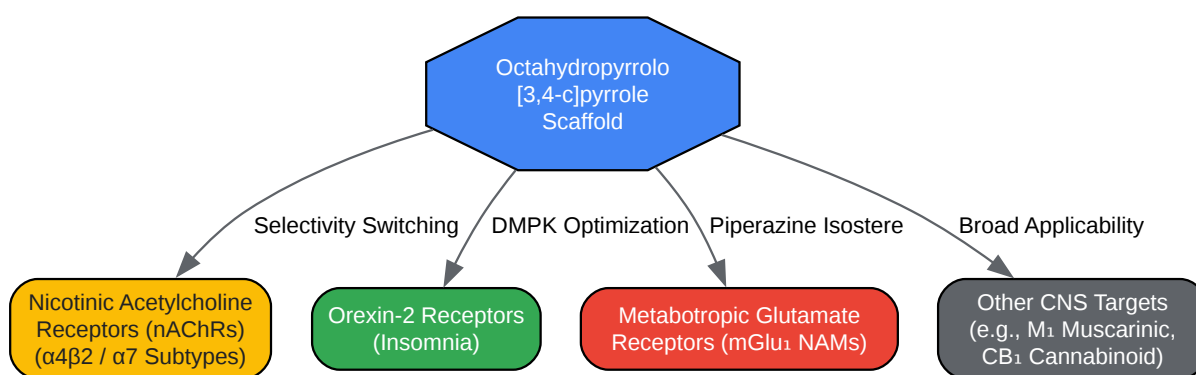 Octahydropyrrolo
[3,4-c]pyrrole
Scaffold
Selectivity Switching
DMPK Optimization
Piperazine Isostere
Broad Applicability
Nicotinic Acetylcholine
Receptors (nAChRs)
(α4β2 / α7 Subtypes)
Orexin-2 Receptors
(Insomnia)
Metabotropic Glutamate
Receptors (mGlu₁ NAMs)
Other CNS Targets
(e.g., M₁ Muscarinic,
CB₁ Cannabinoid)